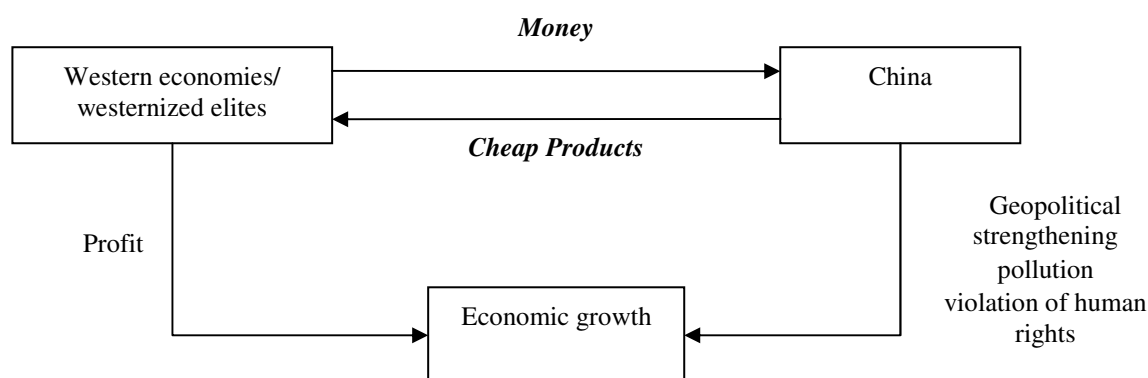 Money
Western economies/
westernized elites
China
Cheap Products
Profit
Geopolitical
strengthening
pollution
violation of human
rights
Economic growth